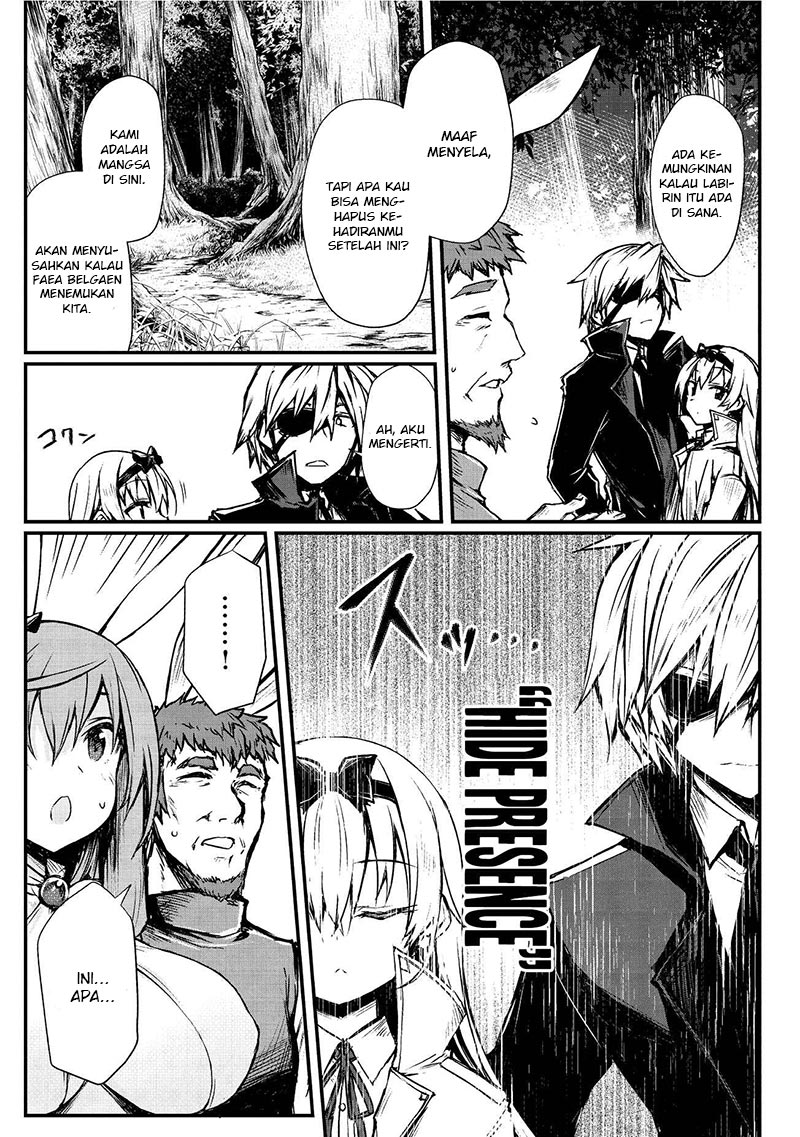 ADA KE-
MUNGKINAN
KALAU LABI-
RIN ITU ADA
DI SANA.
MAAF
MENYELA,
TAPI APA KAU
BISA MENG-
HAPUS KE-
HADIRANMU
SETELAH INI?
KAMI
ADALAH
MANGSA
DI SINI.
AKAN MENYU-
SAHKAN KALAU
FAEA BELGAEN
MENEMUKAN
KITA.
AH, AKU
MENGERTI.
コクン
スッ...
“HIDE PRESENCE”
......!
INI...
APA...